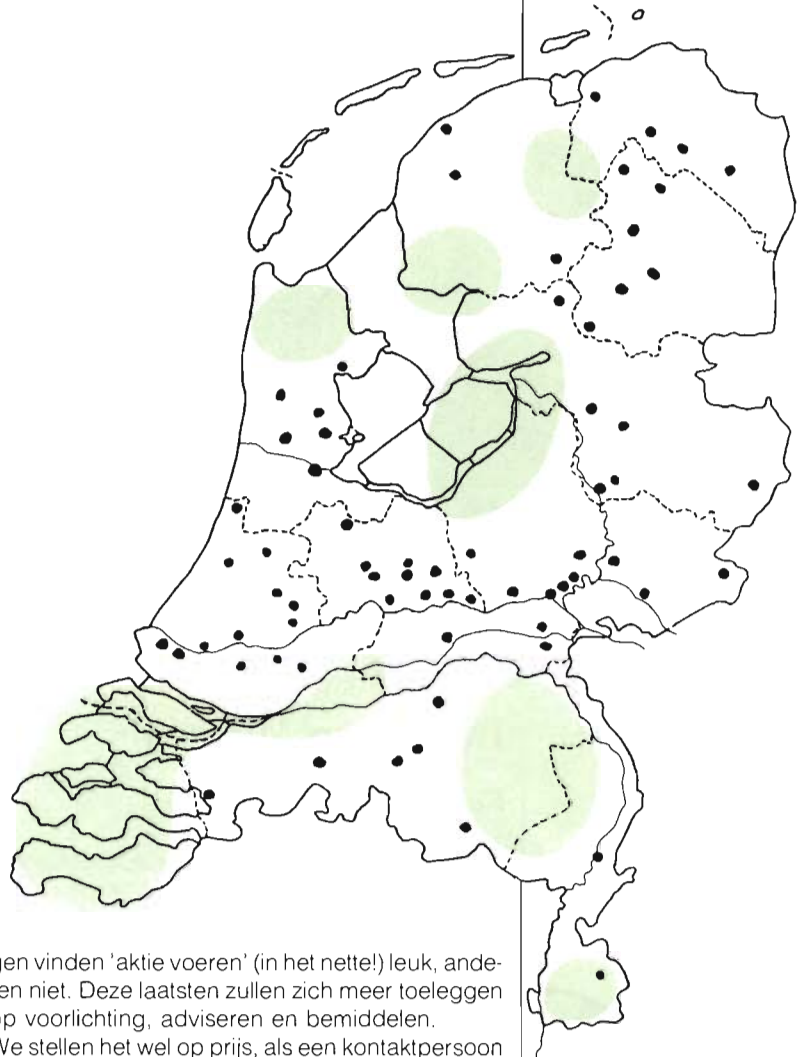 gen vinden 'aktie voeren' (in het nette!) leuk, ande-
en niet. Deze laatsten zullen zich meer toeleggen
op voorlichting, adviseren en bemiddelen.
We stellen het wel op prijs, als een kontaktpersoon